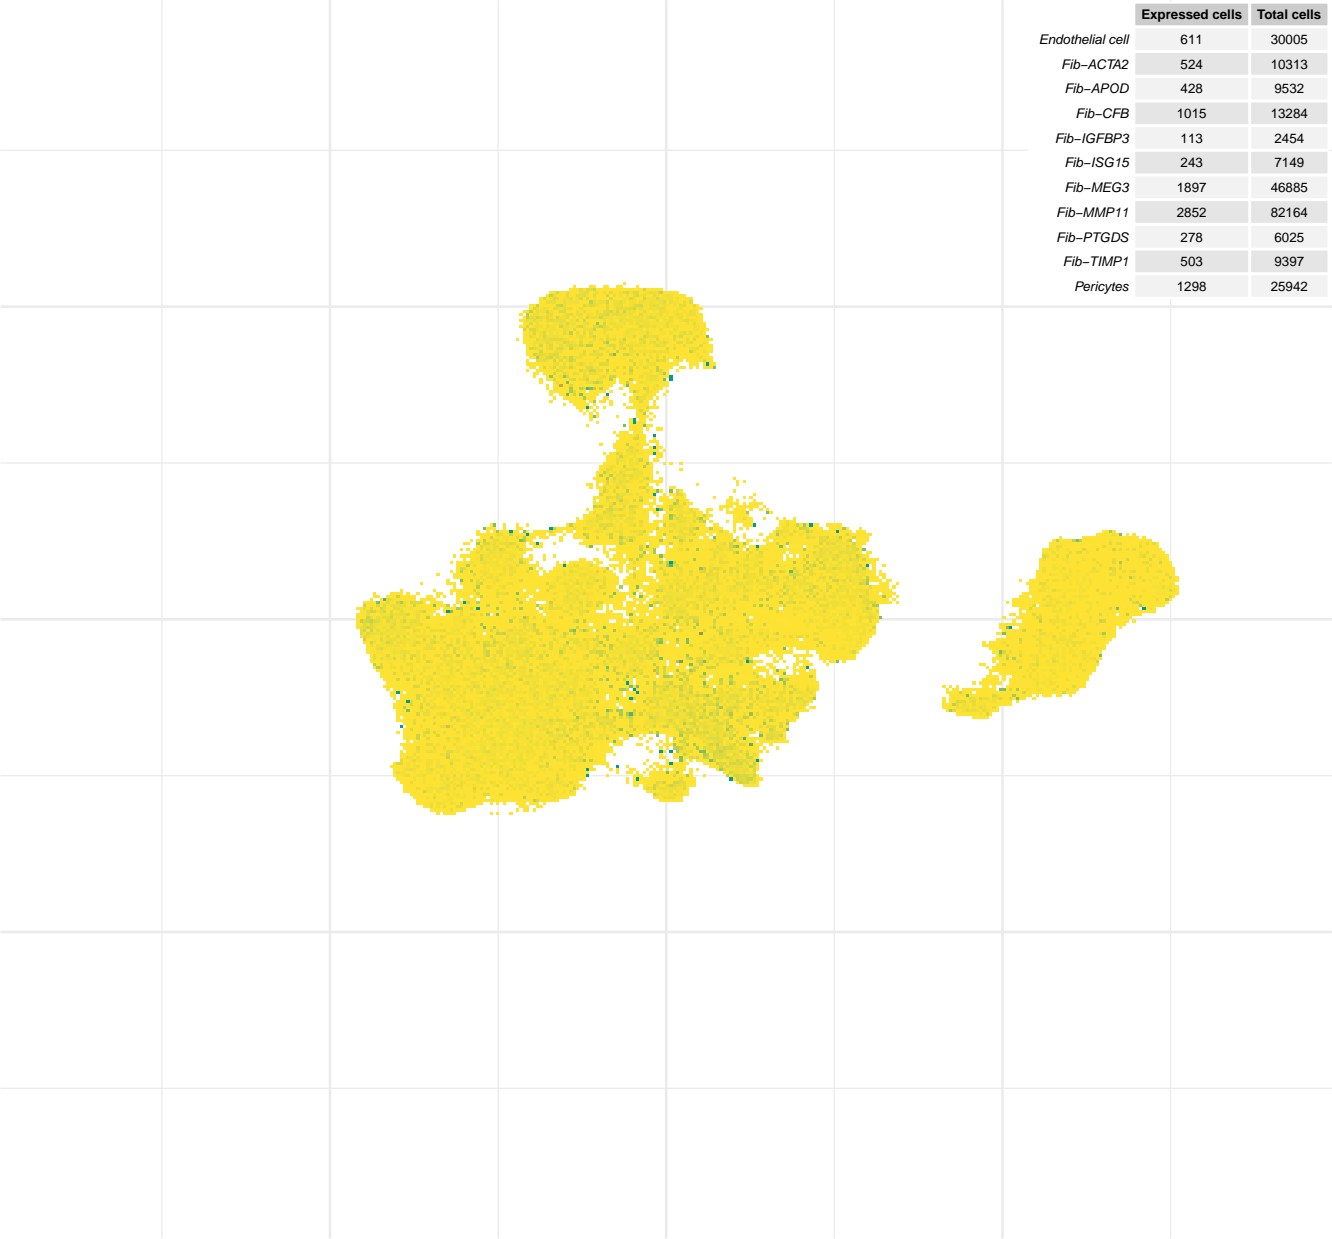 Expressed cells Total cells
Endothelial cell 611 30005
Fib−ACTA2 524 10313
Fib−APOD 428 9532
Fib−CFB 1015 13284
Fib−IGFBP3 113 2454
Fib−ISG15 243 7149
Fib−MEG3 1897 46885
Fib−MMP11 2852 82164
Fib−PTGDS 278 6025
Fib−TIMP1 503 9397
Pericytes 1298 25942